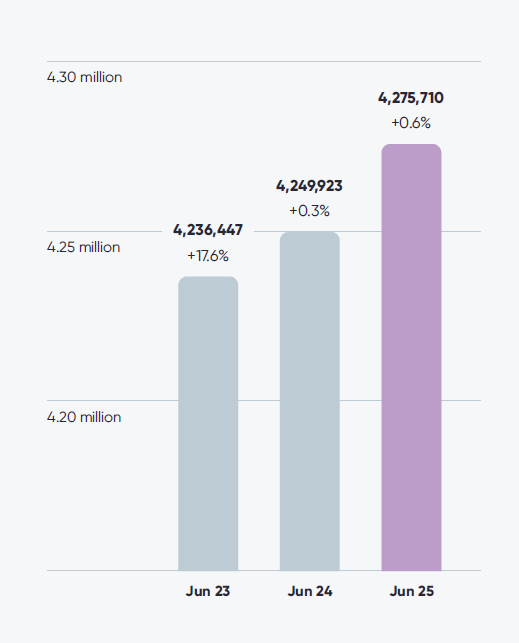 4.30 million
4,275,710
+0.6%
4,249,923
+0.3%
4,236,447
+17.6%
4.25 million
4.20 million
Jun 23
Jun 24
Jun 25